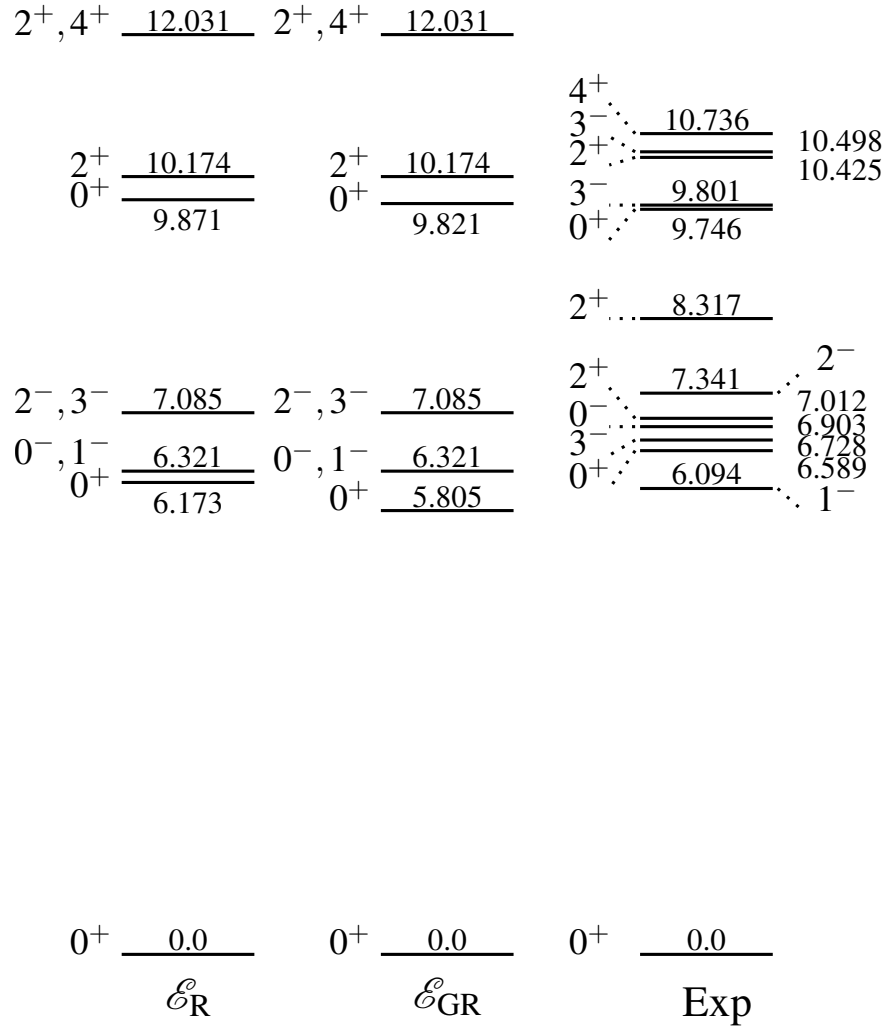 2⁺,4⁺ 12.031 2⁺,4⁺ 12.031
4⁺
3⁻ 10.736 10.498
2⁺ 10.174 2⁺ 10.174 2⁺ 10.425
0⁺ 9.871 0⁺ 9.821 3⁻ 9.801
0⁺ 9.746
2⁺ 8.317
2⁻
2⁺ 7.341
2⁻,3⁻ 7.085 2⁻,3⁻ 7.085 0⁻ 7.012
6.903
0⁻,1⁻ 6.321 0⁻,1⁻ 6.321 3⁻ 6.728
0⁺ 6.173 0⁺ 5.805 0⁺ 6.094 6.589
1⁻
0⁺ 0.0 0⁺ 0.0 0⁺ 0.0
ℰ_R ℰ_GR Exp